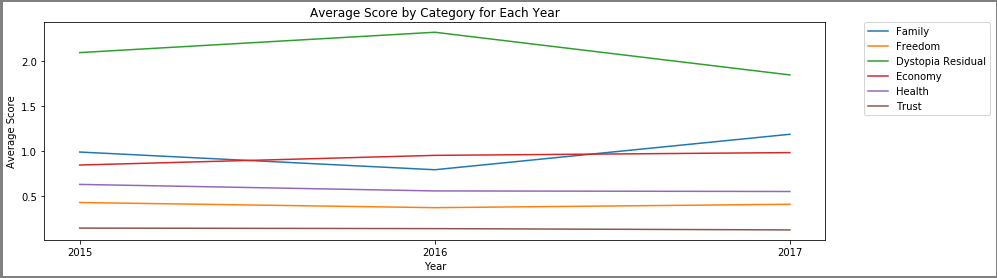 Average Score by Category for Each Year
Average Score
2.0
1.5
1.0
0.5
2015
2016
2017
Year
Family
Freedom
Dystopia Residual
Economy
Health
Trust